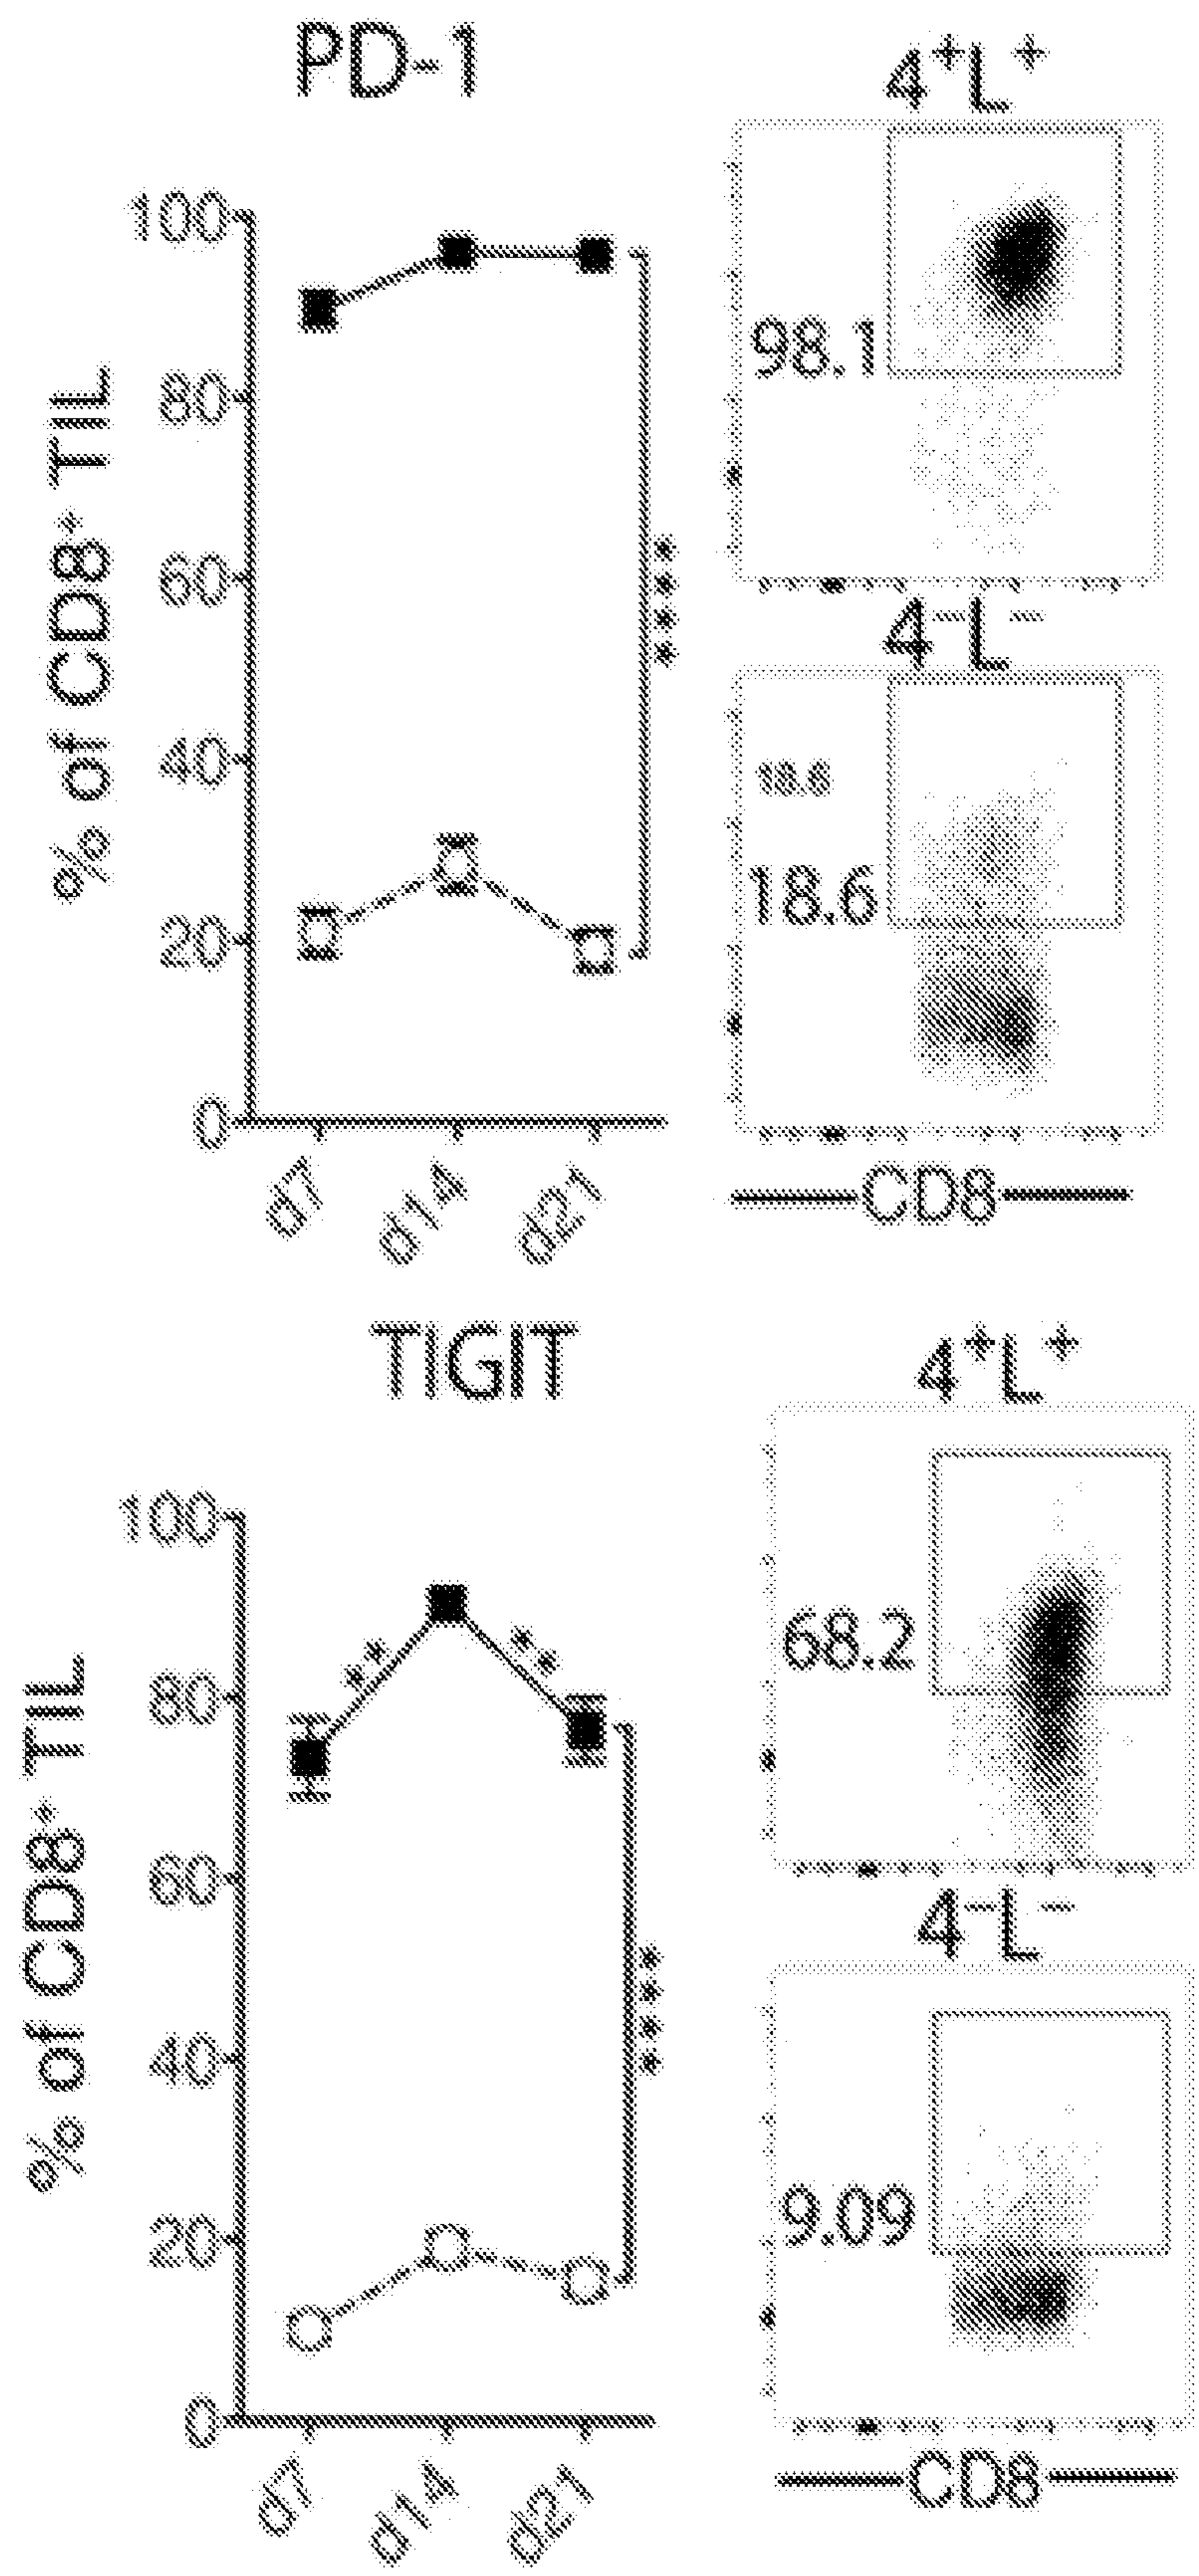 PD-1
4⁺L⁺
100
80
60
40
20
0
% of CD8⁺ TIL
****
d7
d14
d21
98.1
4⁻L⁻
18.6
18.6
CD8
TIGIT
4⁺L⁺
100
80
60
40
20
0
% of CD8⁺ TIL
**
**
****
d7
d14
d21
68.2
4⁻L⁻
9.09
CD8